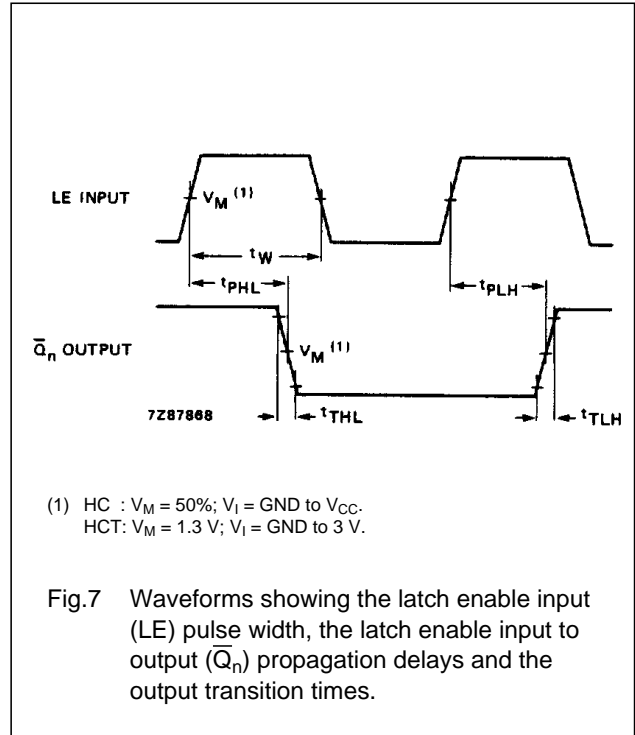 LE INPUT
V_M (1)
t_W
t_PHL
t_PLH
Q̅_n OUTPUT
V_M (1)
7Z87868
t_THL
t_TLH
(1) HC : V_M = 50%; V_I = GND to V_CC.
HCT: V_M = 1.3 V; V_I = GND to 3 V.
Fig.7 Waveforms showing the latch enable input
(LE) pulse width, the latch enable input to
output (Q̅_n) propagation delays and the
output transition times.